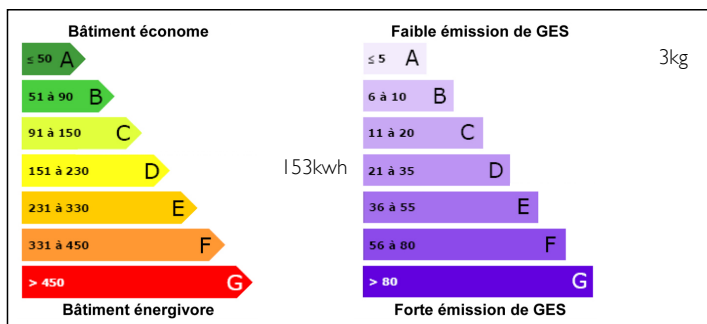 Bâtiment économe
≤ 50 A
51 à 90 B
91 à 150 C
151 à 230 D
153kwh
231 à 330 E
331 à 450 F
> 450 G
Bâtiment énergivore
Faible émission de GES
≤ 5 A
3kg
6 à 10 B
11 à 20 C
21 à 35 D
36 à 55 E
56 à 80 F
> 80 G
Forte émission de GES